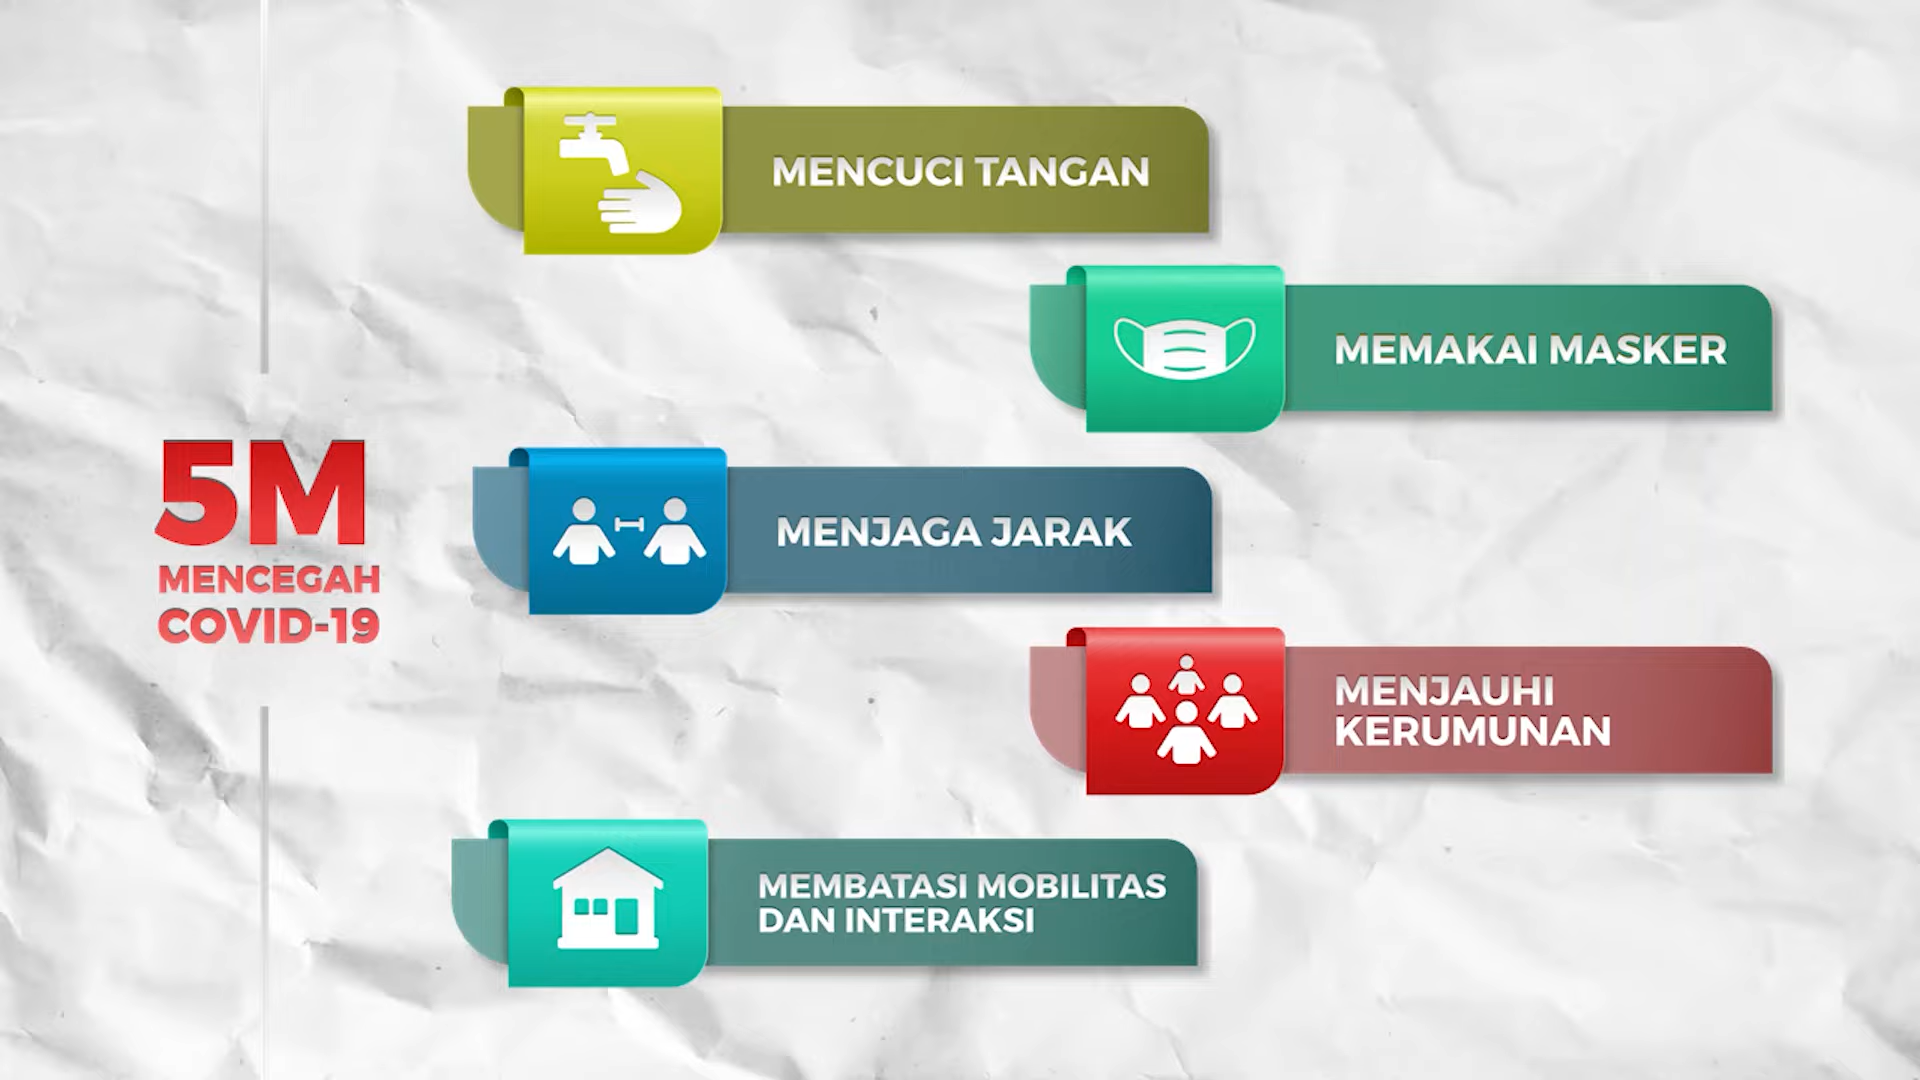 5M
MENCEGAH
COVID-19
MENCUCI TANGAN
MEMAKAI MASKER
MENJAGA JARAK
MENJAUHI
KERUMUNAN
MEMBATASI MOBILITAS
DAN INTERAKSI